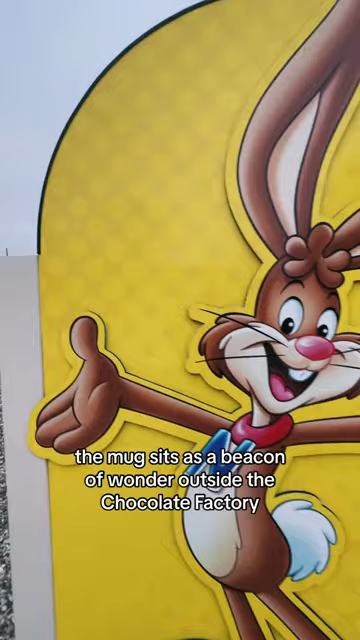 the mug sits as a beacon
of wonder outside the
Chocolate Factory